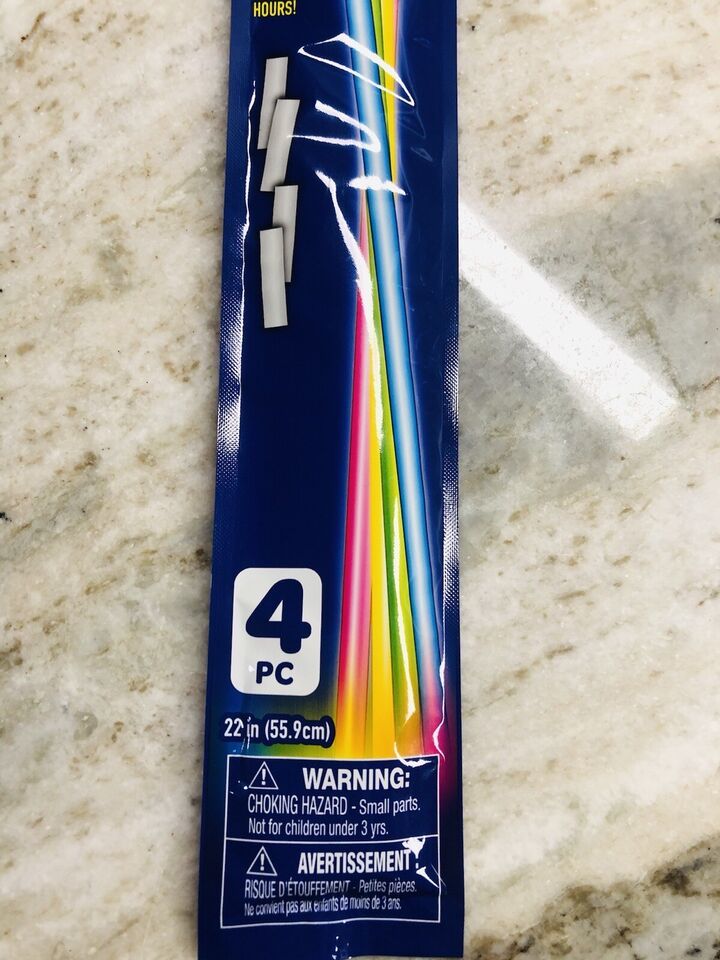 HOURS!
4
PC
22 in (55.9cm)
WARNING:
CHOKING HAZARD - Small parts.
Not for children under 3 yrs.
AVERTISSEMENT:
RISQUE D'ÉTOUFFEMENT - Petites pièces.
Ne convient pas aux enfants de moins de 3 ans.